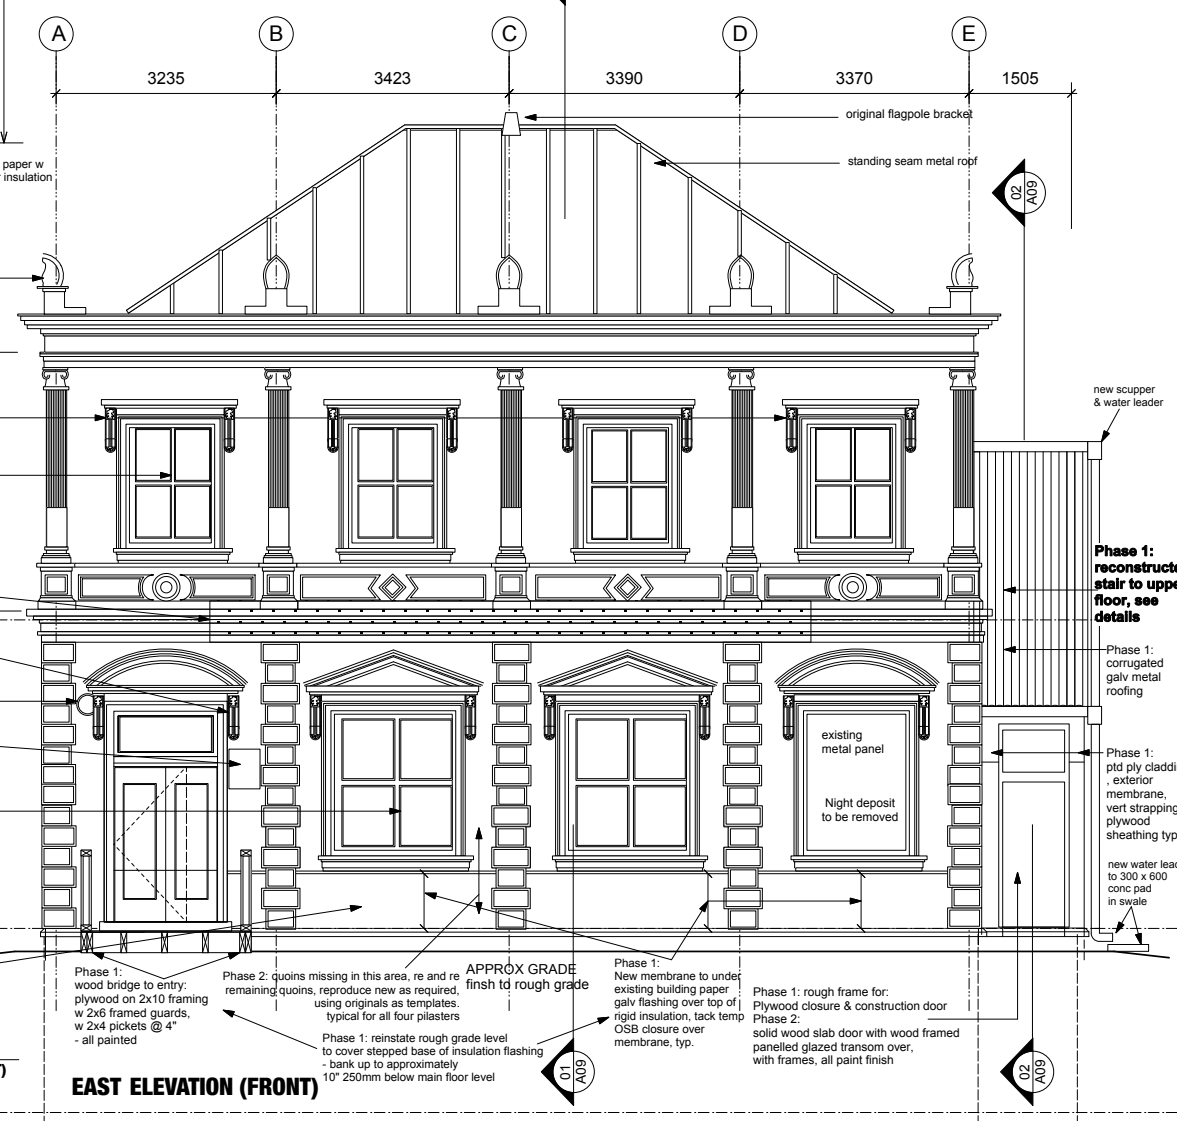 A B C D E
3235 3423 3390 3370 1505
original flagpole bracket
standing seam metal roof
paper w
insulation
02
A09
new scupper
& water leader
Phase 1:
reconstructe
stair to uppe
floor, see
details
Phase 1:
corrugated
galv metal
roofing
existing
metal panel
Night deposit
to be removed
Phase 1:
ptd ply claddi
, exterior
membrane,
vert strapping
plywood
sheathing typ
new water lead
to 300 x 600
conc pad
in swale
Phase 1:
wood bridge to entry:
plywood on 2x10 framing
w 2x6 framed guards,
w 2x4 pickets @ 4"
- all painted
Phase 2: quoins missing in this area, re and re
remaining quoins, reproduce new as required,
using originals as templates.
typical for all four pilasters
APPROX GRADE
finsh to rough grade
Phase 1: reinstate rough grade level
to cover stepped base of insulation flashing
- bank up to approximately
10" 250mm below main floor level
Phase 1:
New membrane to under
existing building paper
galv flashing over top of
rigid insulation, tack temp
OSB closure over
membrane, typ.
Phase 1: rough frame for:
Plywood closure & construction door
Phase 2:
solid wood slab door with wood framed
panelled glazed transom over,
with frames, all paint finish
01
A09
02
A09
EAST ELEVATION (FRONT)